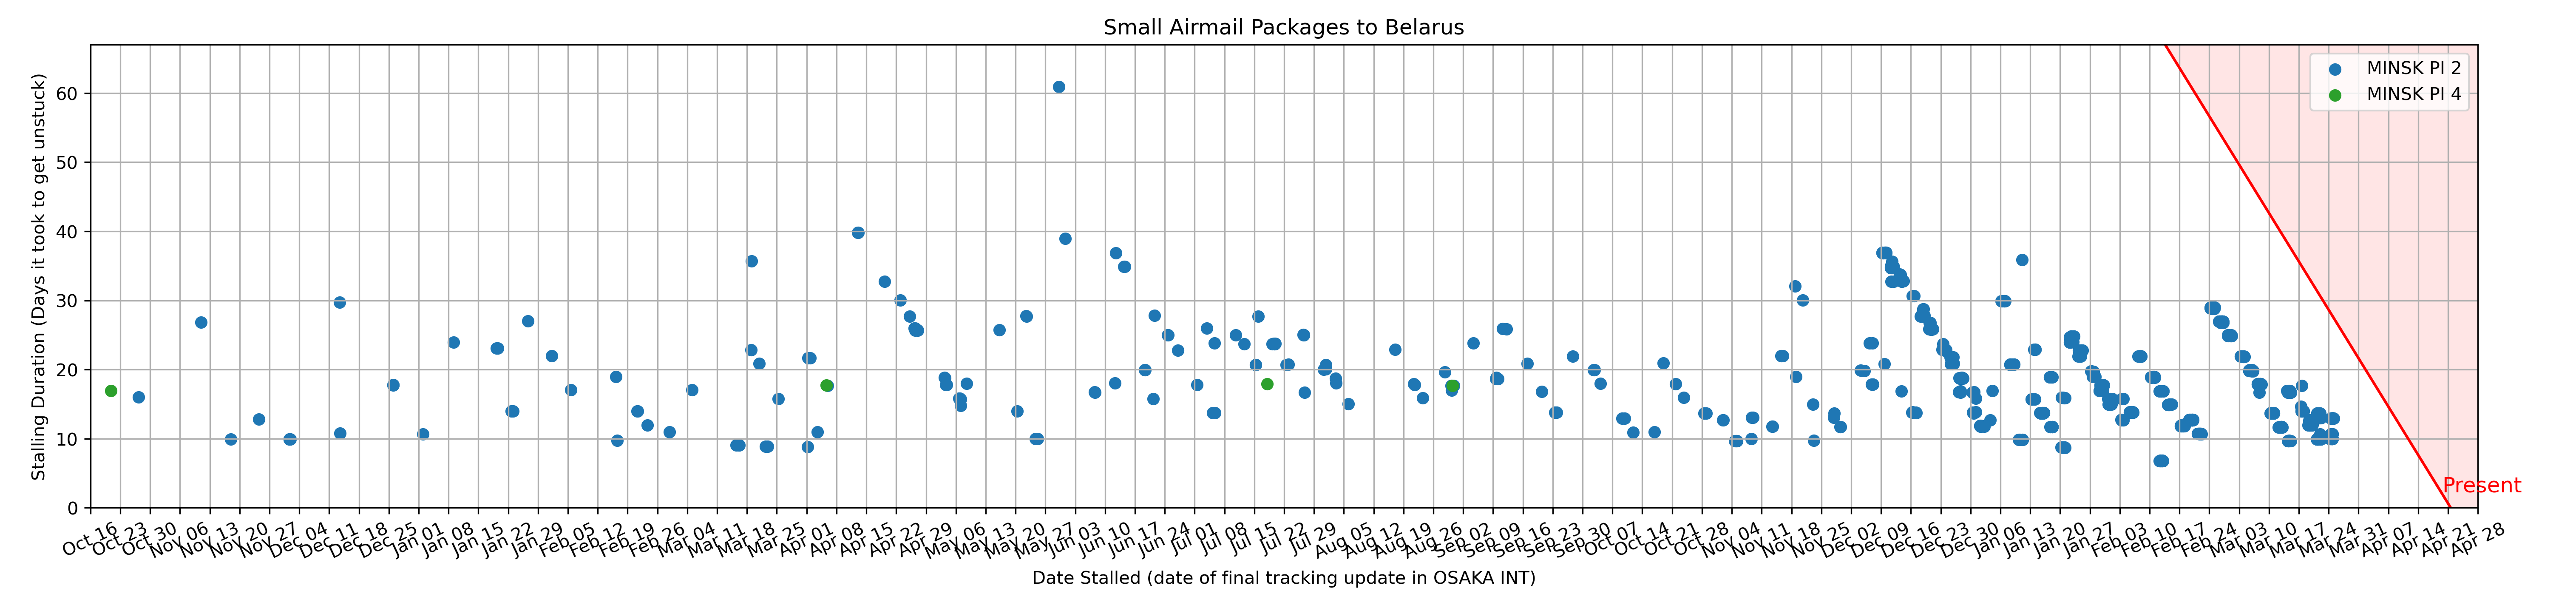 Small Airmail Packages to Belarus
Stalling Duration (Days it took to get unstuck)
60
50
40
30
20
10
0
MINSK PI 2
MINSK PI 4
Present
Oct 16
Oct 23
Oct 30
Nov 06
Nov 13
Nov 20
Nov 27
Dec 04
Dec 11
Dec 18
Dec 25
Jan 01
Jan 08
Jan 15
Jan 22
Jan 29
Feb 05
Feb 12
Feb 19
Feb 26
Mar 04
Mar 11
Mar 18
Mar 25
Apr 01
Apr 08
Apr 15
Apr 22
Apr 29
May 06
May 13
May 20
May 27
Jun 03
Jun 10
Jun 17
Jun 24
Jul 01
Jul 08
Jul 15
Jul 22
Jul 29
Aug 05
Aug 12
Aug 19
Aug 26
Sep 02
Sep 09
Sep 16
Sep 23
Sep 30
Oct 07
Oct 14
Oct 21
Oct 28
Nov 04
Nov 11
Nov 18
Nov 25
Dec 02
Dec 09
Dec 16
Dec 23
Dec 30
Jan 06
Jan 13
Jan 20
Jan 27
Feb 03
Feb 10
Feb 17
Feb 24
Mar 03
Mar 10
Mar 17
Mar 24
Mar 31
Apr 07
Apr 14
Apr 21
Apr 28
Date Stalled (date of final tracking update in OSAKA INT)